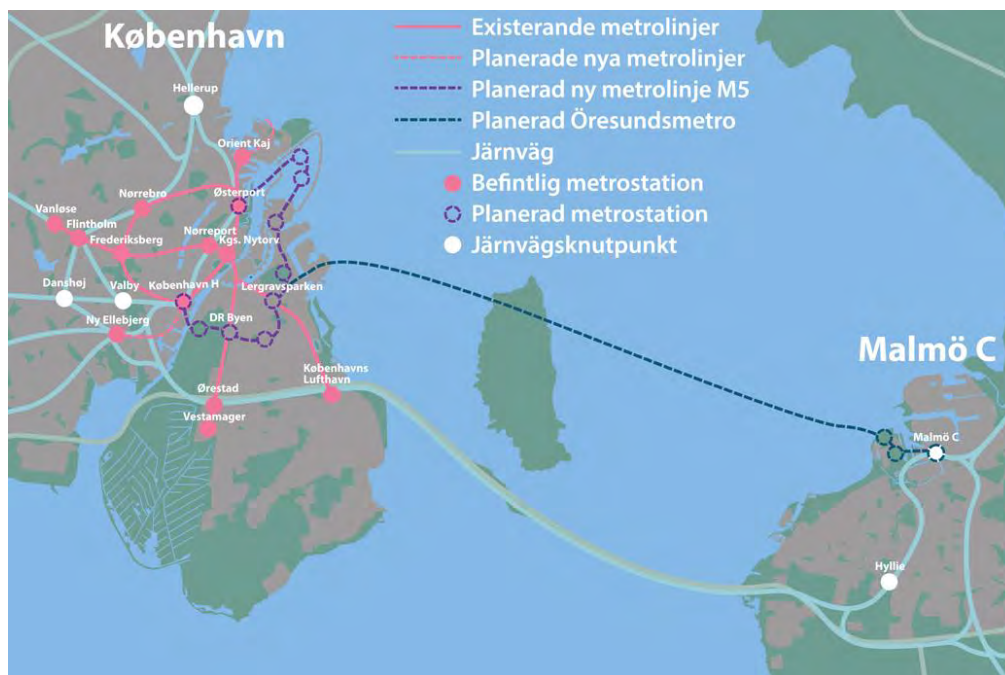 København
Existerande metrolinjer
Planerade nya metrolinjer
Planerad ny metrolinje M5
Planerad Öresundsmetro
Järnväg
Befintlig metrostation
Planerad metrostation
Järnvägsknutpunkt
Hellerup
Orient Kaj
Nørrebro
Østerport
Vanløse
Flintholm
Frederiksberg
Nørreport
Kgs. Nytorv
Danshøj
Valby
København H
Lergravsparken
Ny Ellebjerg
DR Byen
Københavns
Lufthavn
Ørestad
Vestamager
Malmö C
Malmö C
Hyllie